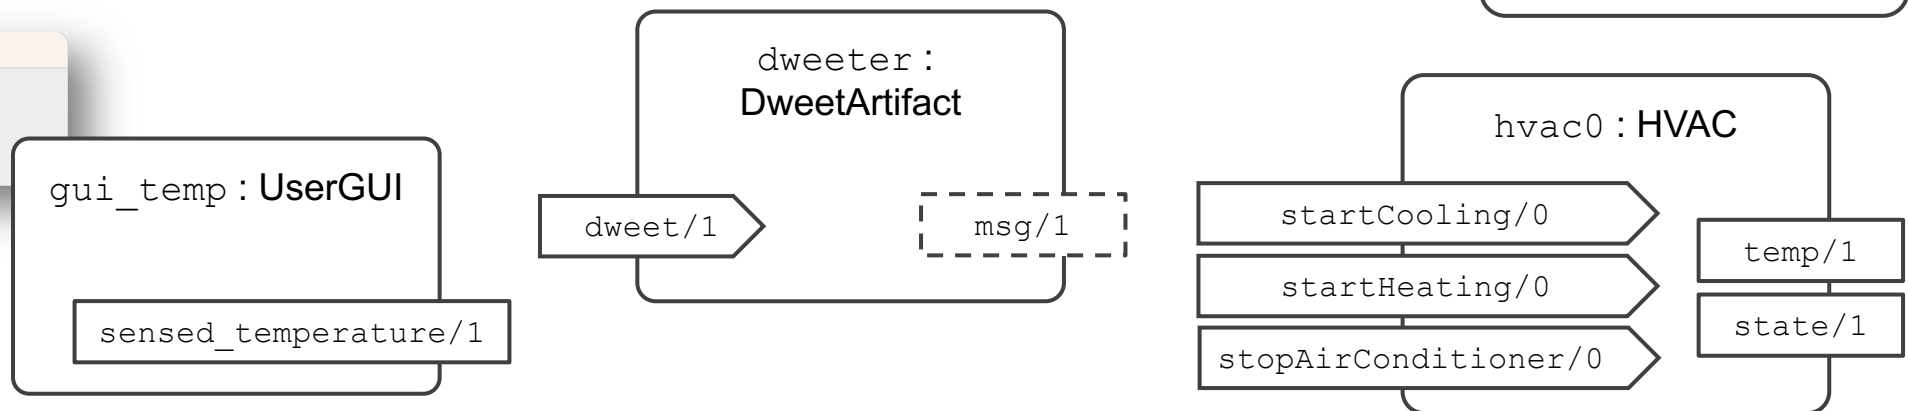 gui_temp : UserGUI
sensed_temperature/1
dweeter :
DweetArtifact
dweet/1
msg/1
hvac0 : HVAC
startCooling/0
startHeating/0
stopAirConditioner/0
temp/1
state/1